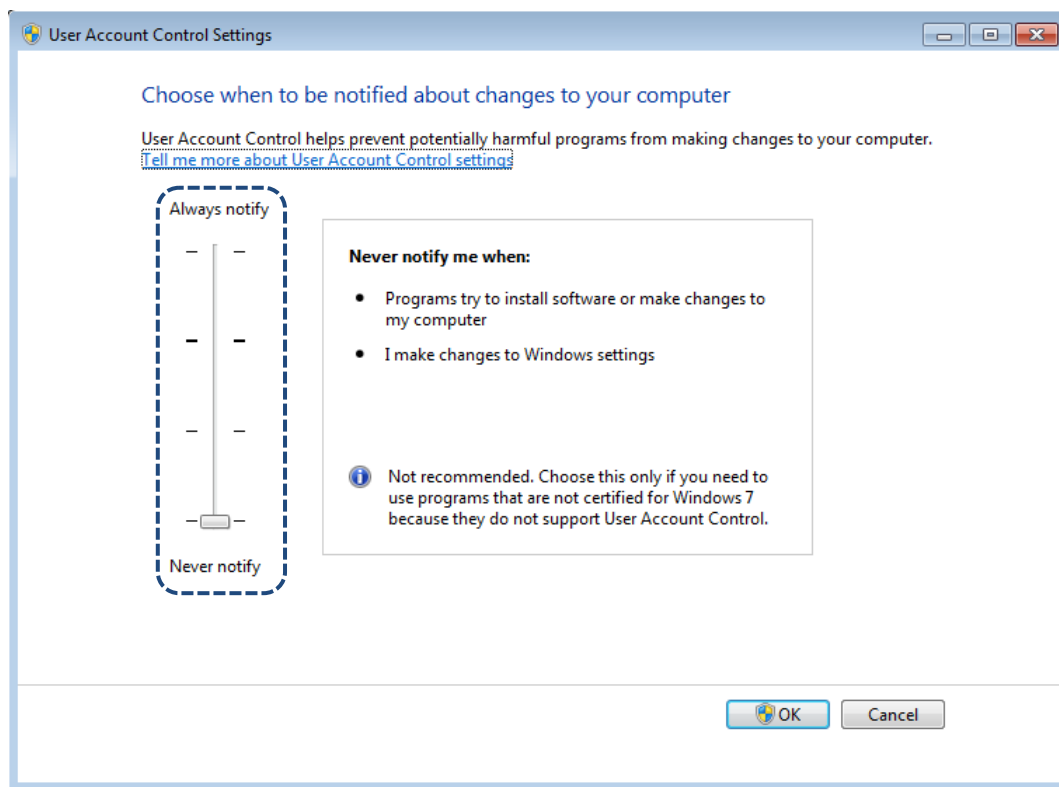 User Account Control Settings
Choose when to be notified about changes to your computer
User Account Control helps prevent potentially harmful programs from making changes to your computer.
Tell me more about User Account Control settings
Always notify
Never notify me when:
Programs try to install software or make changes to
my computer
I make changes to Windows settings
Not recommended. Choose this only if you need to
use programs that are not certified for Windows 7
because they do not support User Account Control.
Never notify
OK
Cancel